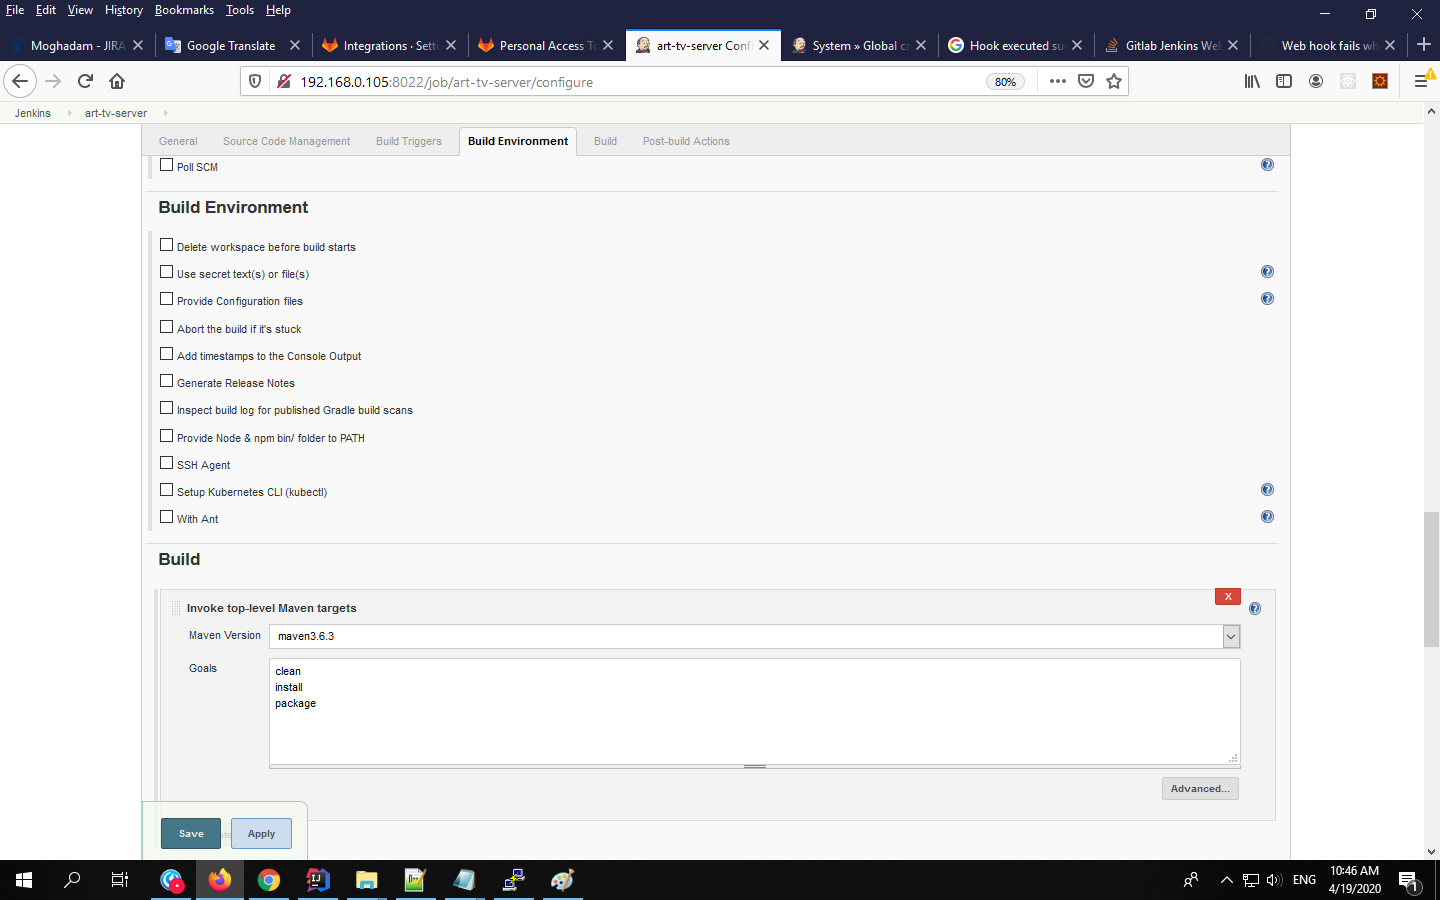 File Edit View History Bookmarks Tools Help
Moghadam - JIRA
Google Translate
Integrations · Setti
Personal Access To
art-tv-server Confi
System » Global cr
Hook executed su
Gitlab Jenkins We
Web hook fails wh
192.168.0.105:8022/job/art-tv-server/configure
80%
Jenkins
art-tv-server
General
Source Code Management
Build Triggers
Build Environment
Build
Post-build Actions
Poll SCM
Build Environment
Delete workspace before build starts
Use secret text(s) or file(s)
Provide Configuration files
Abort the build if it's stuck
Add timestamps to the Console Output
Generate Release Notes
Inspect build log for published Gradle build scans
Provide Node & npm bin/ folder to PATH
SSH Agent
Setup Kubernetes CLI (kubectl)
With Ant
Build
X
Invoke top-level Maven targets
Maven Version
maven3.6.3
Goals
clean
install
package
Advanced...
Save
Apply
ENG
10:46 AM
4/19/2020
1